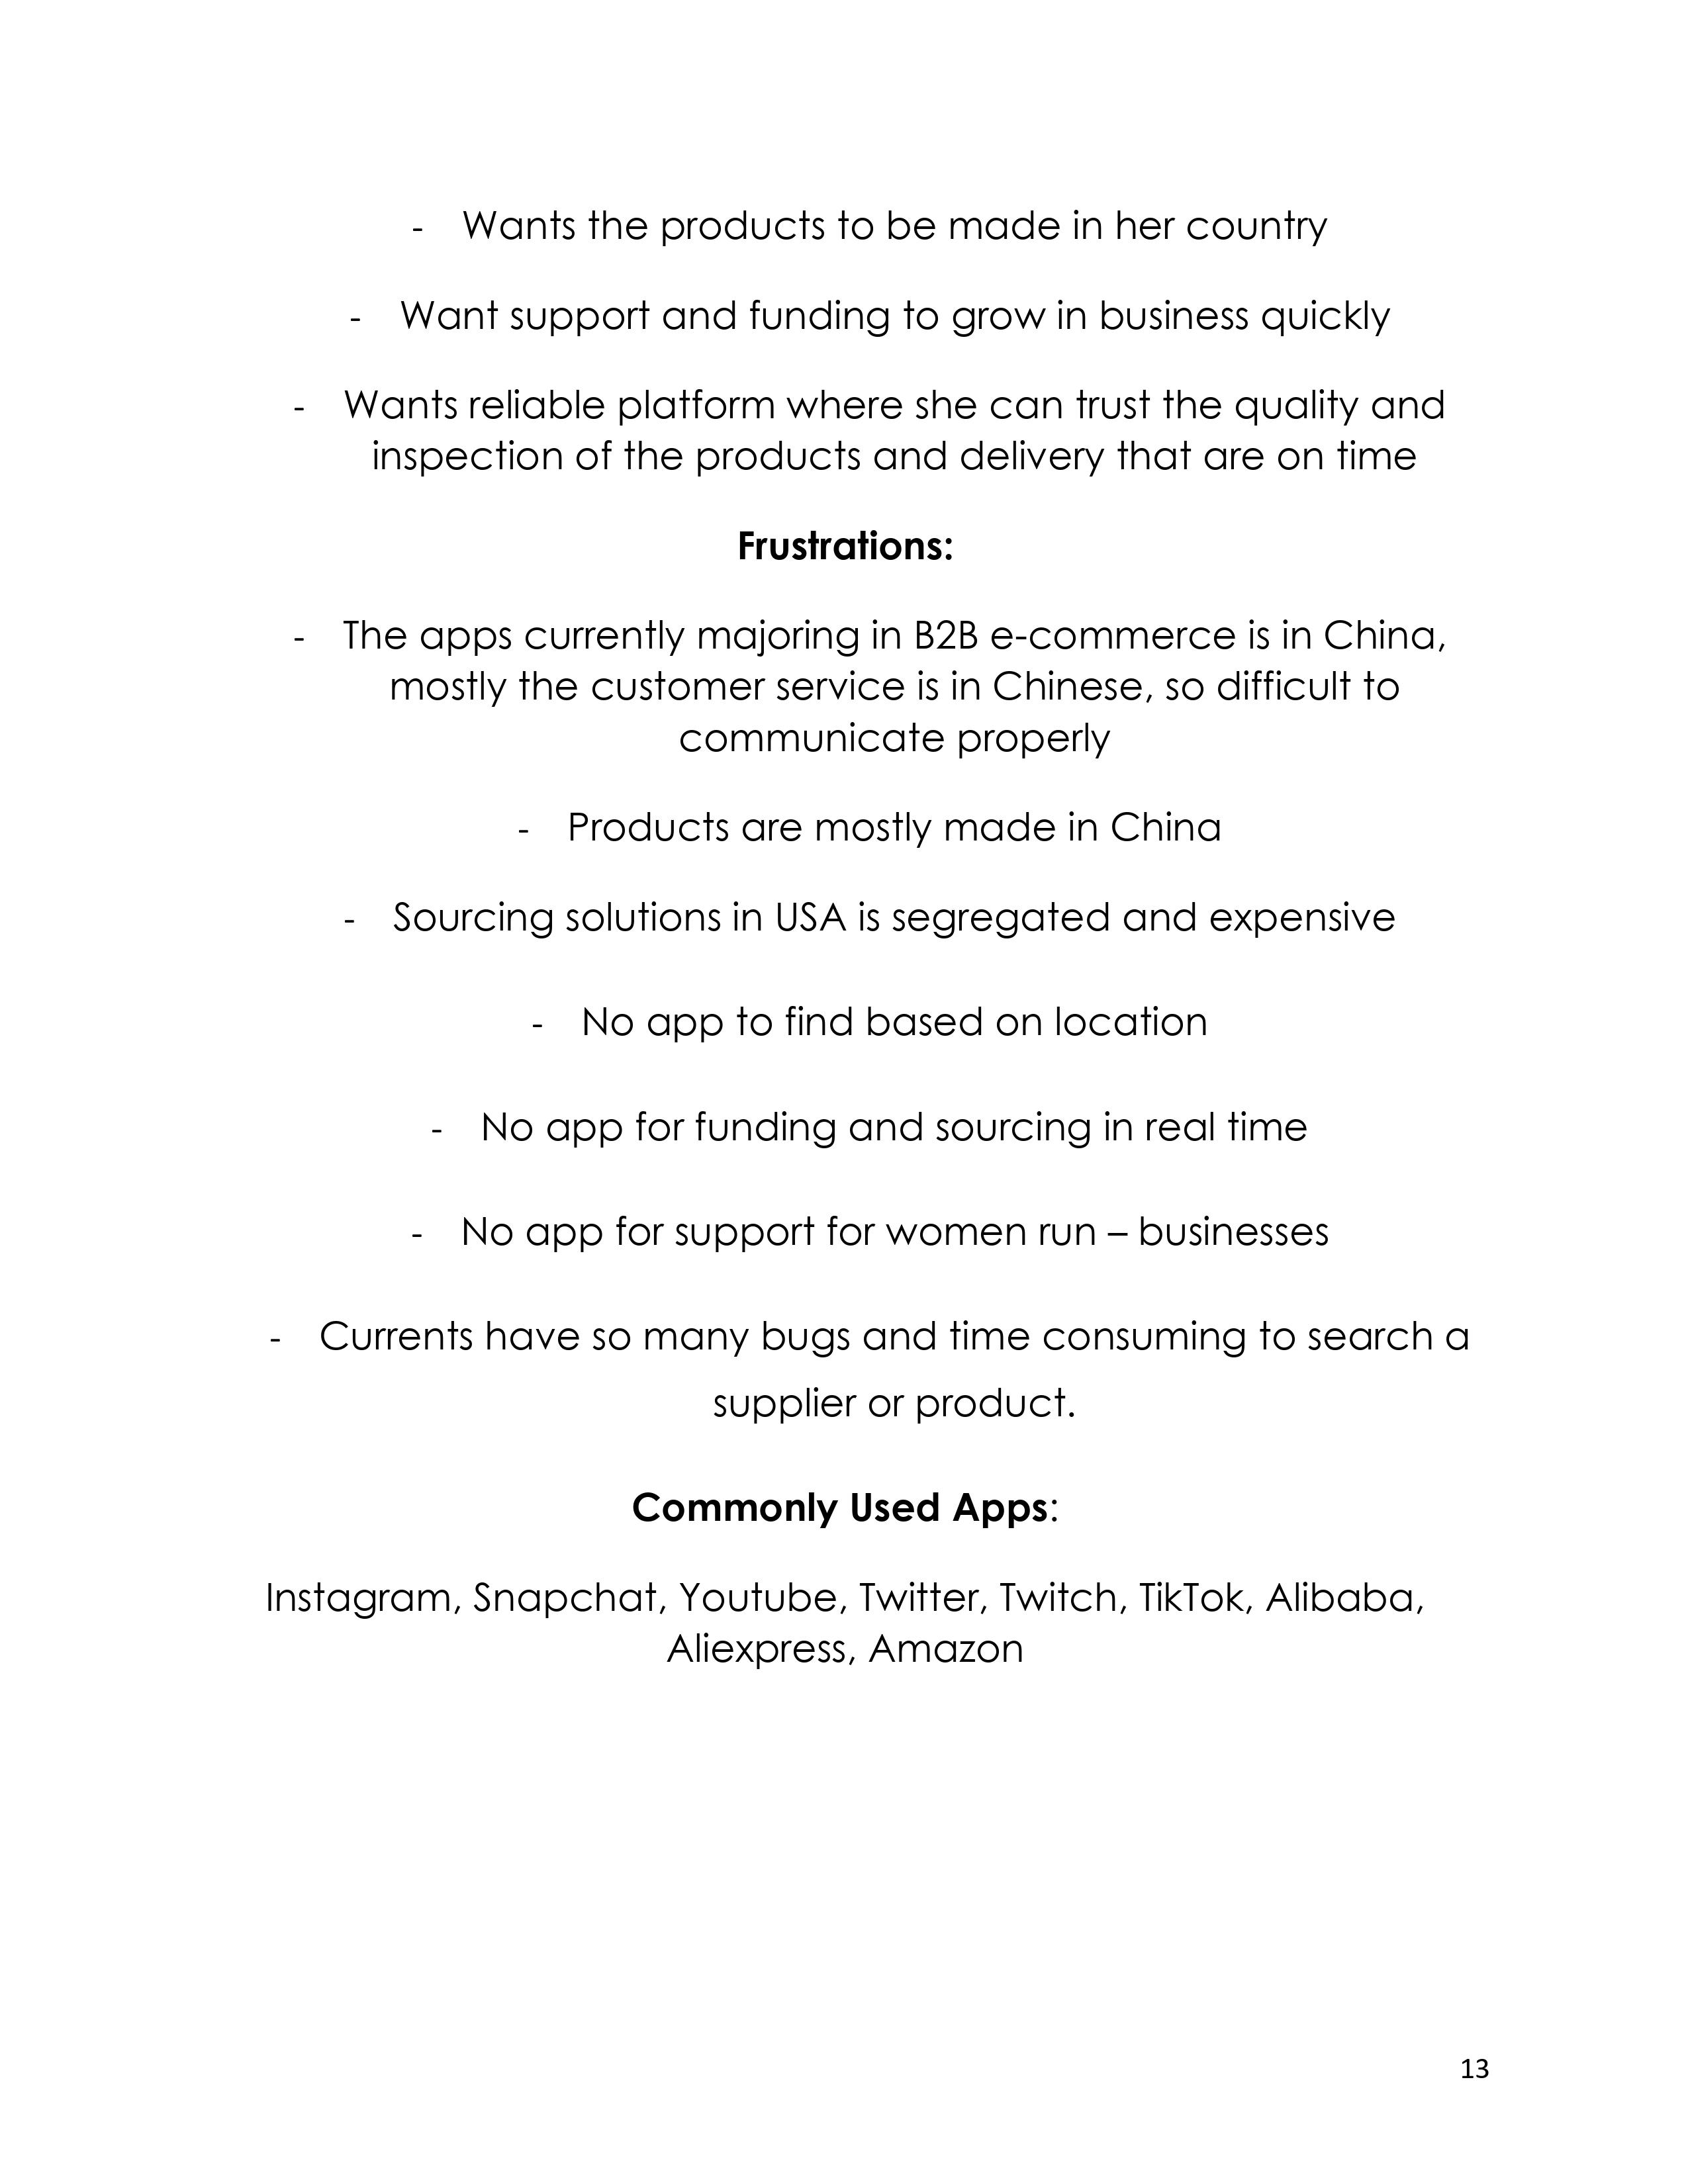 - Wants the products to be made in her country
- Want support and funding to grow in business quickly
- Wants reliable platform where she can trust the quality and
inspection of the products and delivery that are on time
Frustrations:
- The apps currently majoring in B2B e-commerce is in China,
mostly the customer service is in Chinese, so difficult to
communicate properly
- Products are mostly made in China
- Sourcing solutions in USA is segregated and expensive
- No app to find based on location
- No app for funding and sourcing in real time
- No app for support for women run – businesses
- Currents have so many bugs and time consuming to search a
supplier or product.
Commonly Used Apps:
Instagram, Snapchat, Youtube, Twitter, Twitch, TikTok, Alibaba,
Aliexpress, Amazon
13